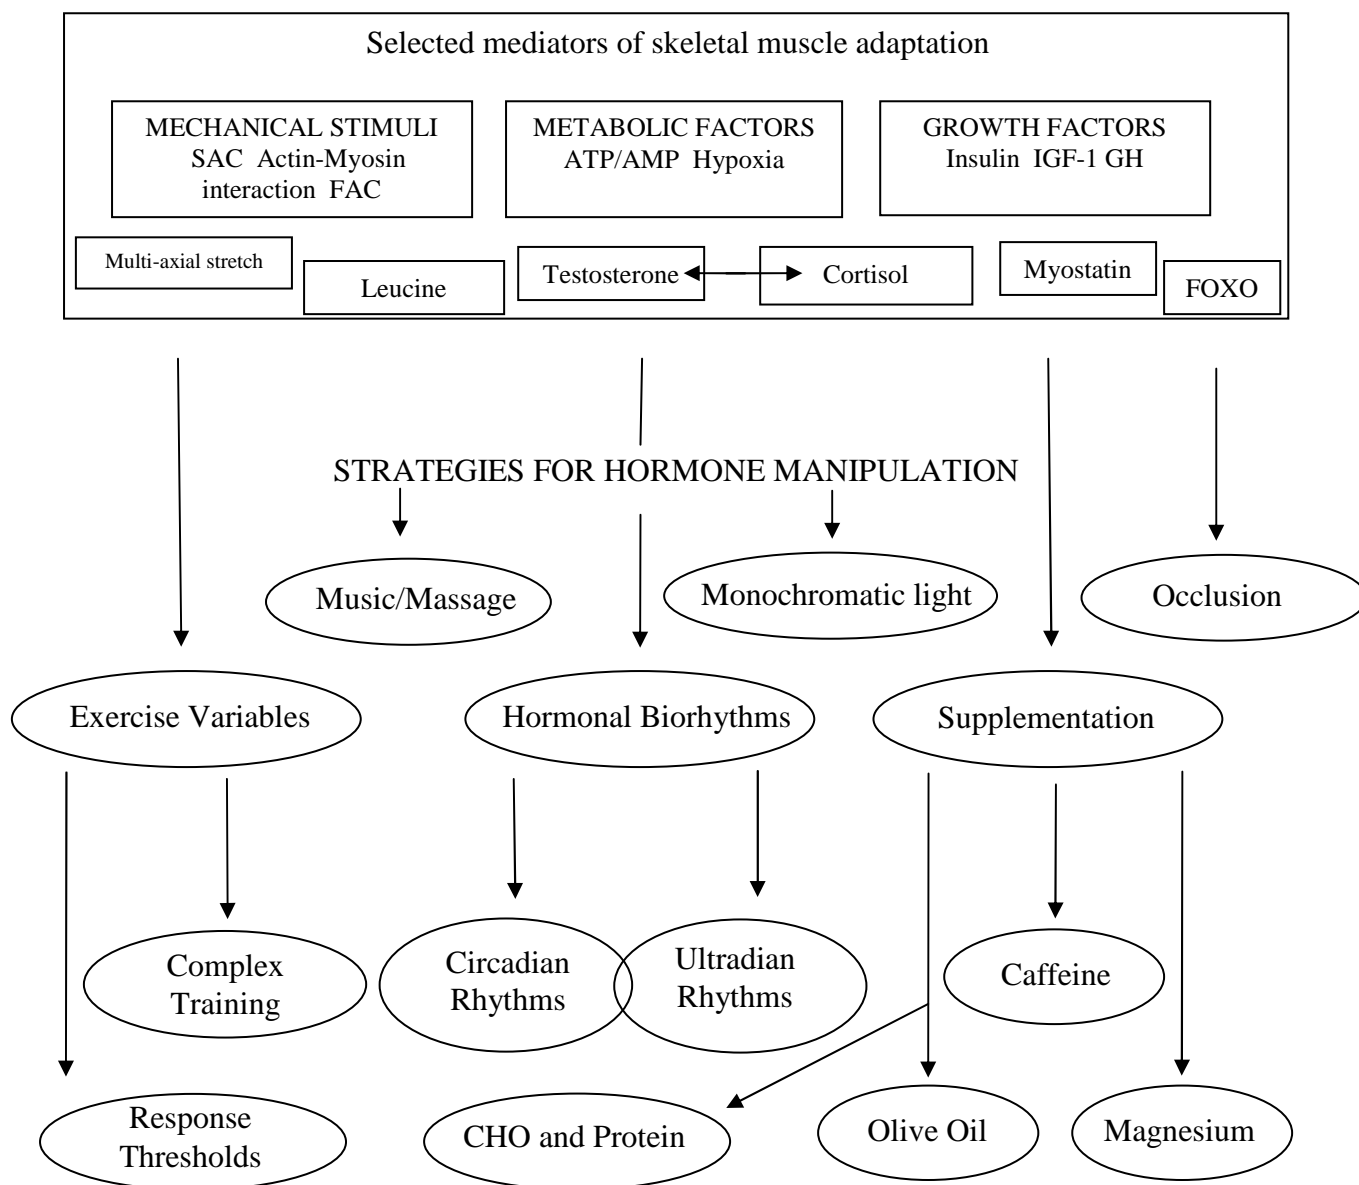 Selected mediators of skeletal muscle adaptation
MECHANICAL STIMULI
SAC Actin-Myosin
interaction FAC
METABOLIC FACTORS
ATP/AMP Hypoxia
GROWTH FACTORS
Insulin IGF-1 GH
Multi-axial stretch
Leucine
Testosterone
Cortisol
Myostatin
FOXO
STRATEGIES FOR HORMONE MANIPULATION
Music/Massage
Monochromatic light
Occlusion
Exercise Variables
Hormonal Biorhythms
Supplementation
Complex
Training
Circadian
Rhythms
Ultradian
Rhythms
Caffeine
Response
Thresholds
CHO and Protein
Olive Oil
Magnesium